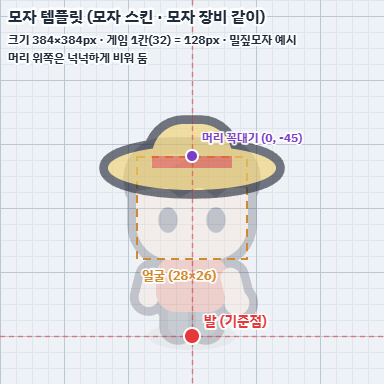 모자 템플릿 (모자 스킨 · 모자 장비 같이)
크기 384×384px · 게임 1칸(32) = 128px · 밀짚모자 예시
머리 위쪽은 넉넉하게 비워 둠
머리 꼭대기 (0, -45)
얼굴 (28×26)
발 (기준점)